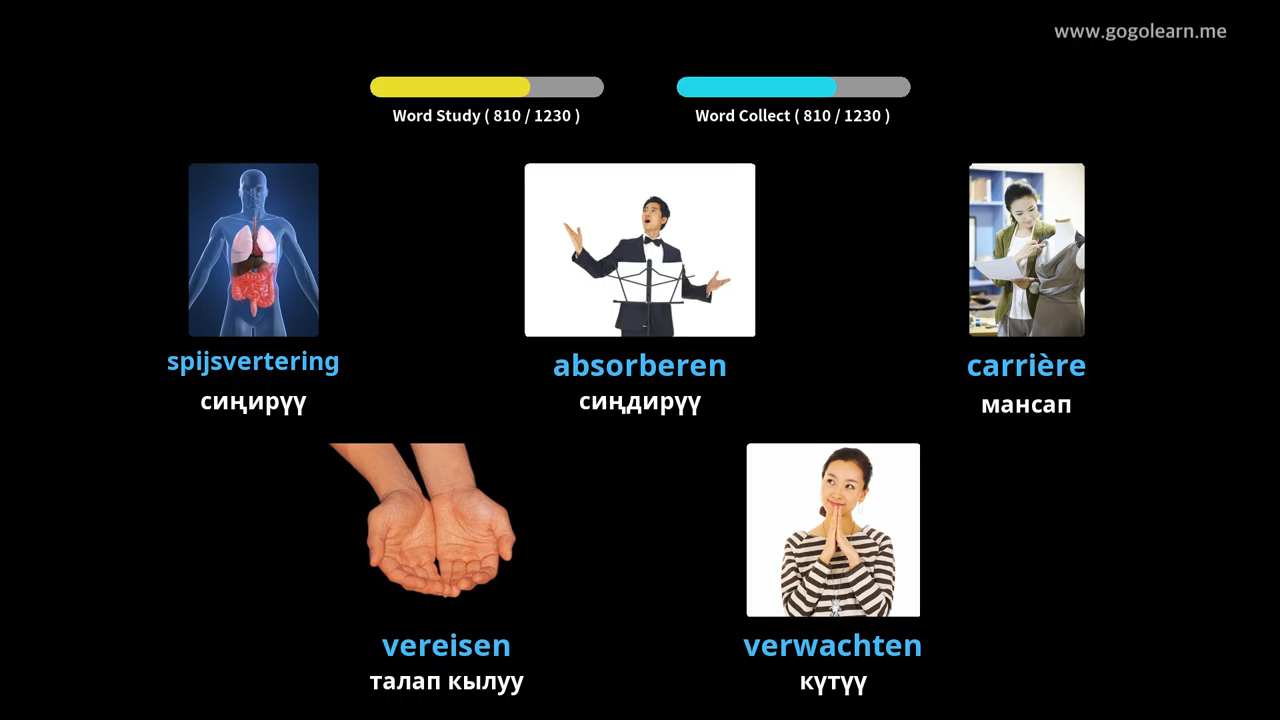 www.gogolearn.me
Word Study ( 810 / 1230 )
Word Collect ( 810 / 1230 )
spijsvertering
absorberen
carrière
сиңирүү
сиңдирүү
мансап
vereisen
verwachten
талап кылуу
күтүү